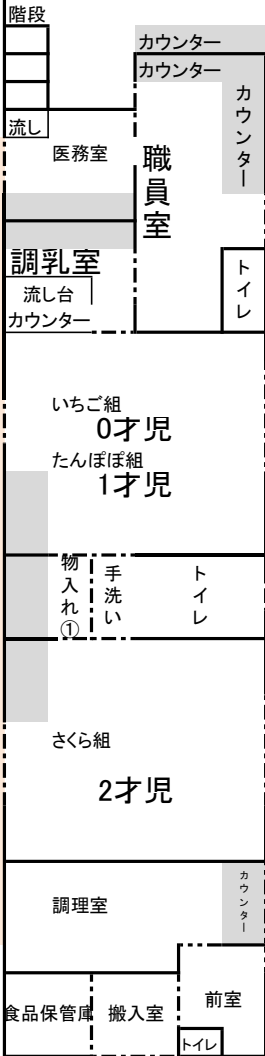 階段
カウンター
カウンター
カウンター
流し
医務室
職員室
調乳室
トイレ
流し台
カウンター
いちご組
0才児
たんぽぽ組
1才児
物入れ①
手洗い
トイレ
さくら組
2才児
カウンター
調理室
食品保管庫
搬入室
前室
トイレ